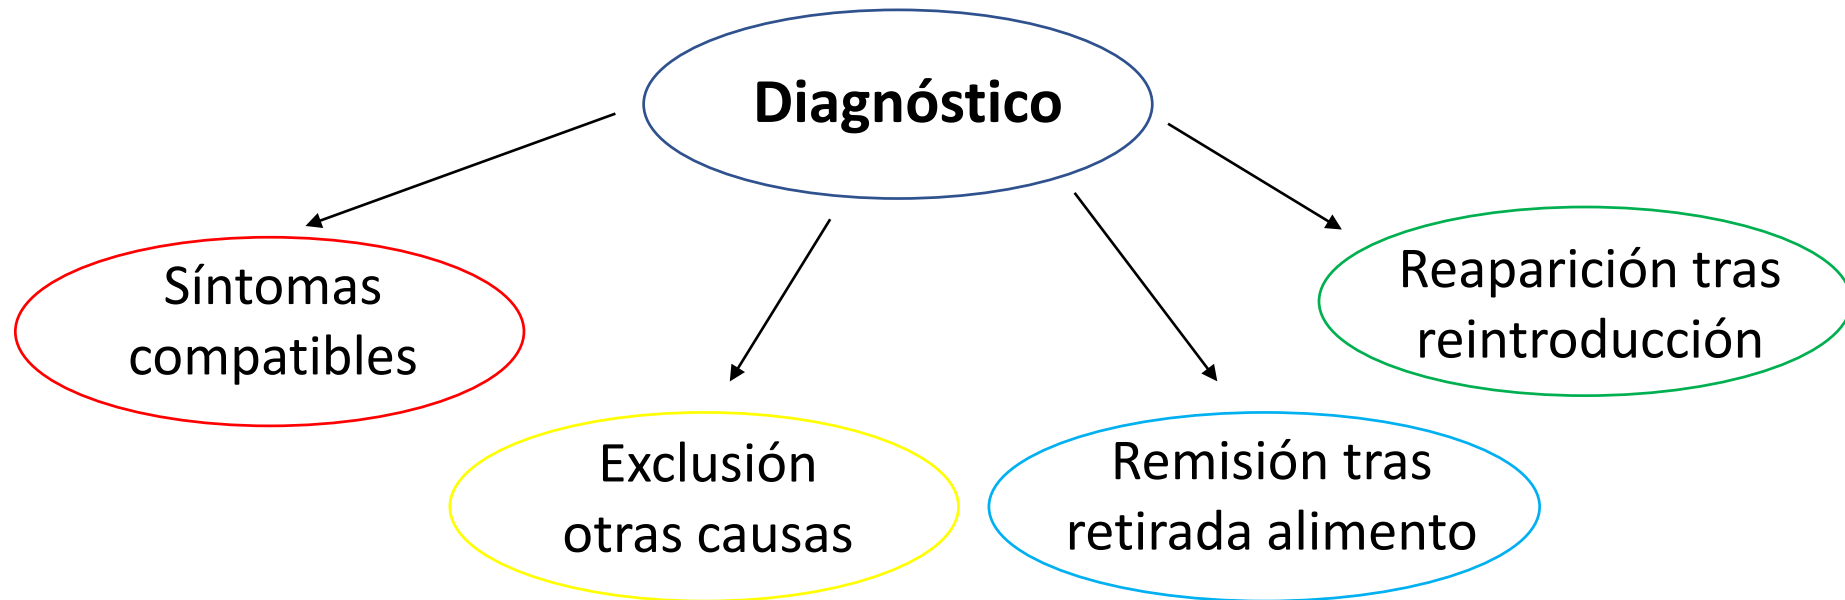 Diagnóstico
Síntomas
compatibles
Exclusión
otras causas
Remisión tras
retirada alimento
Reaparición tras
reintroducción